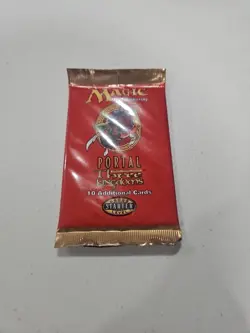 MAGIC
PORTAL
Three
Kingdoms
10 Additional Cards
STARTER
LEVEL